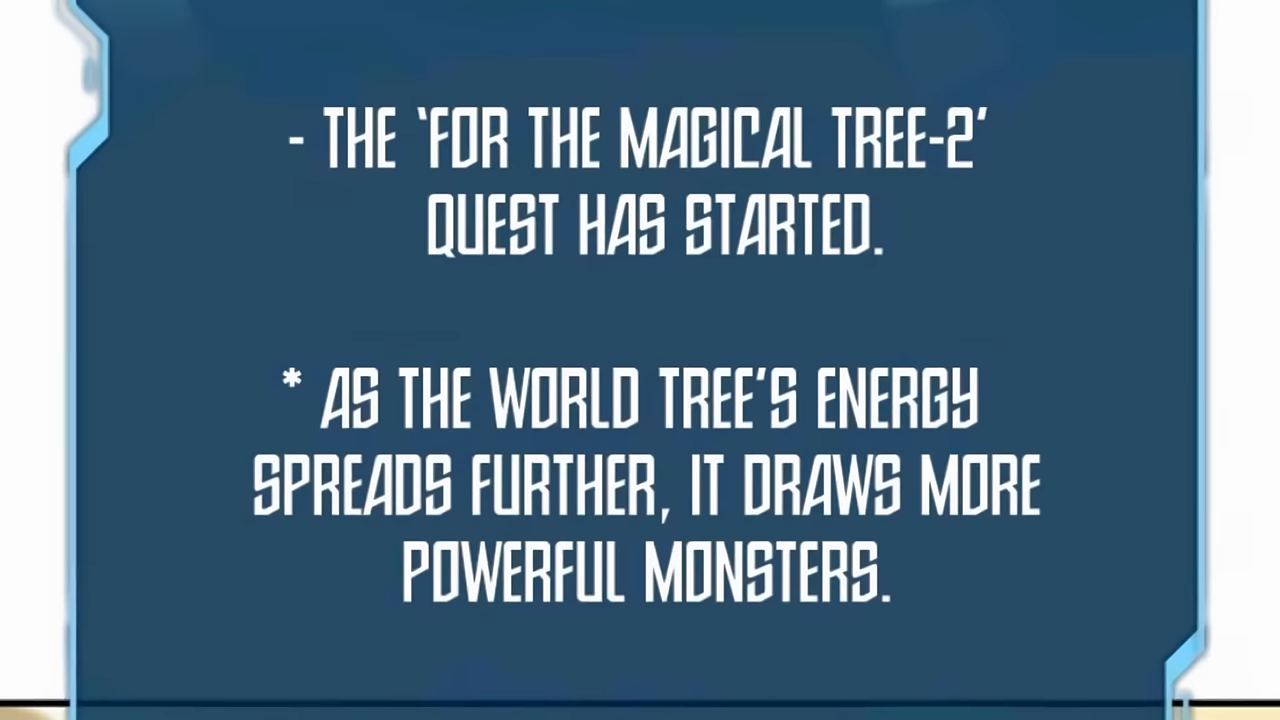 - THE ‘FOR THE MAGICAL TREE-2’
QUEST HAS STARTED.
* AS THE WORLD TREE’S ENERGY
SPREADS FURTHER, IT DRAWS MORE
POWERFUL MONSTERS.